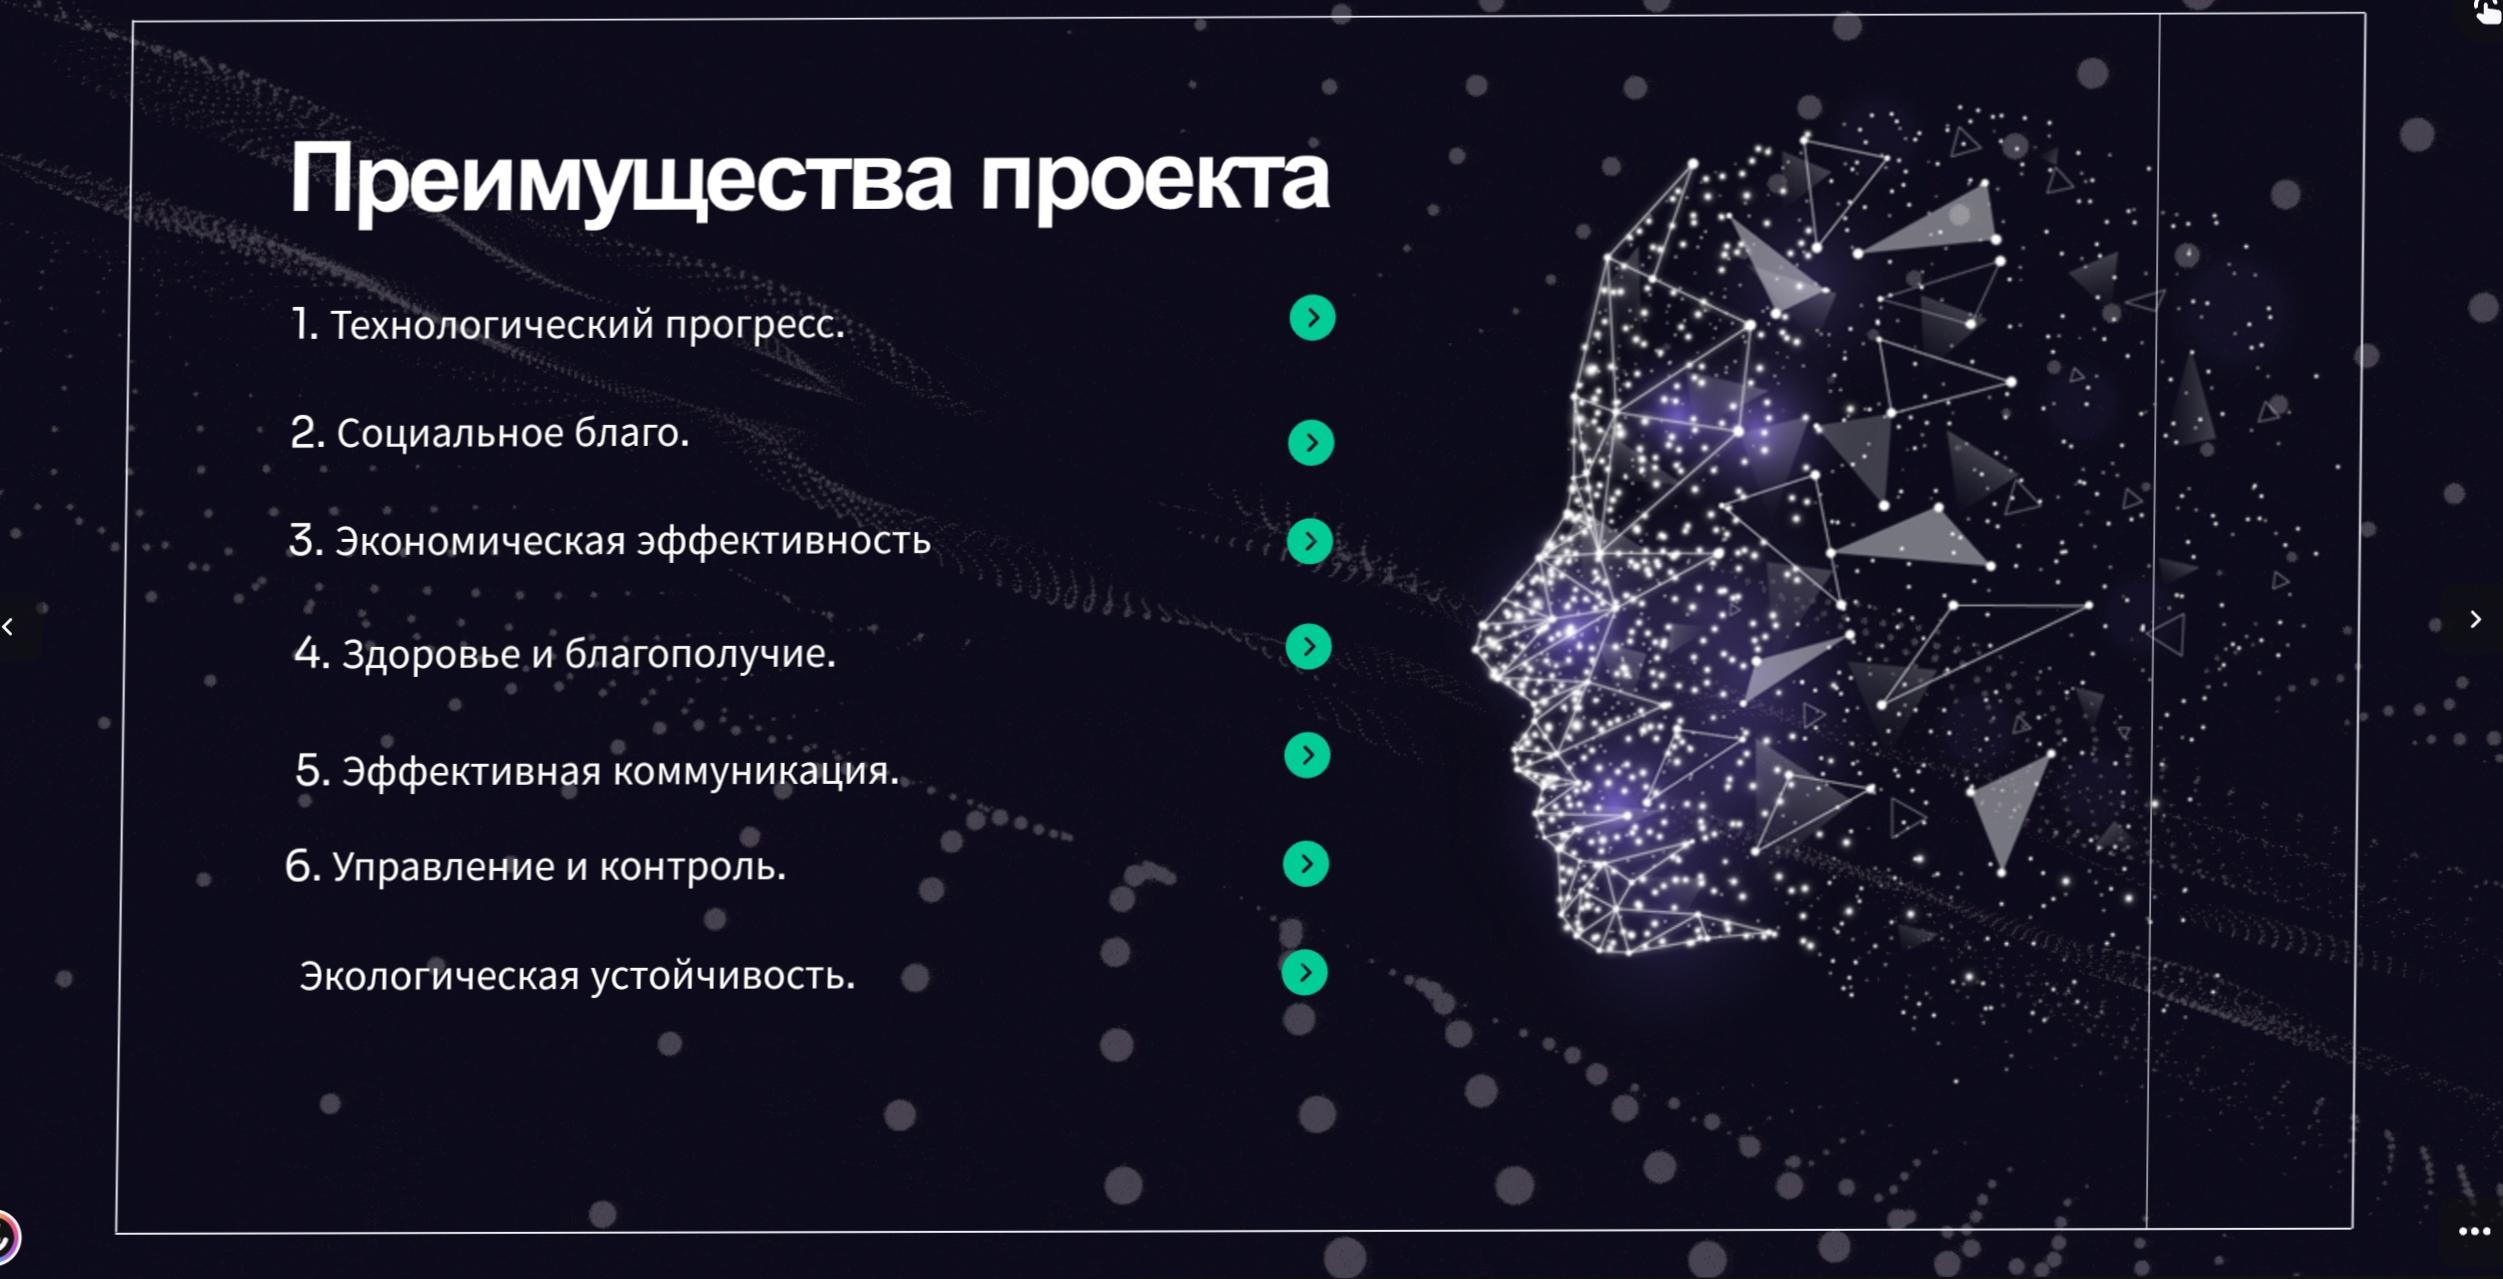 Преимущества проекта
1. Технологический прогресс.
2. Социальное благо.
3. Экономическая эффективность
4. Здоровье и благополучие.
5. Эффективная коммуникация.
6. Управление и контроль.
Экологическая устойчивость.